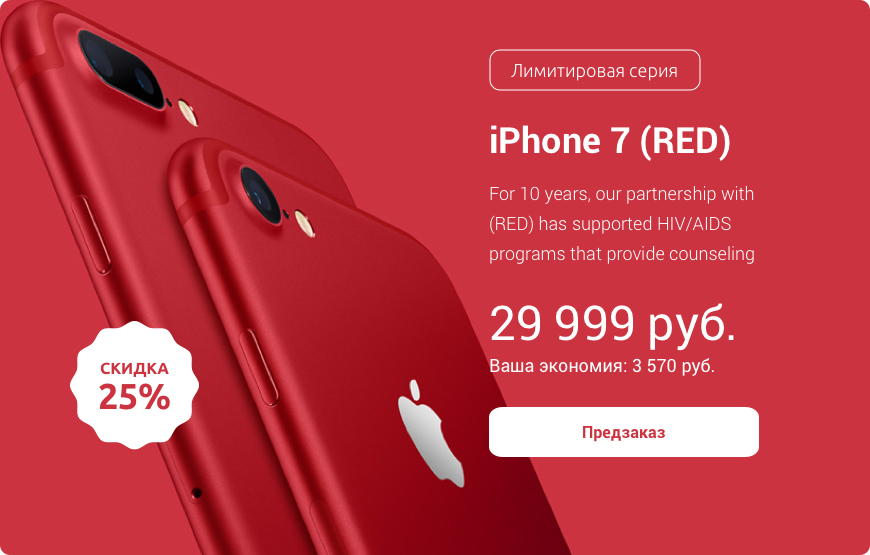 Лимитировая серия
iPhone 7 (RED)
For 10 years, our partnership with
(RED) has supported HIV/AIDS
programs that provide counseling
29 999 руб.
Ваша экономия: 3 570 руб.
Предзаказ
СКИДКА
25%